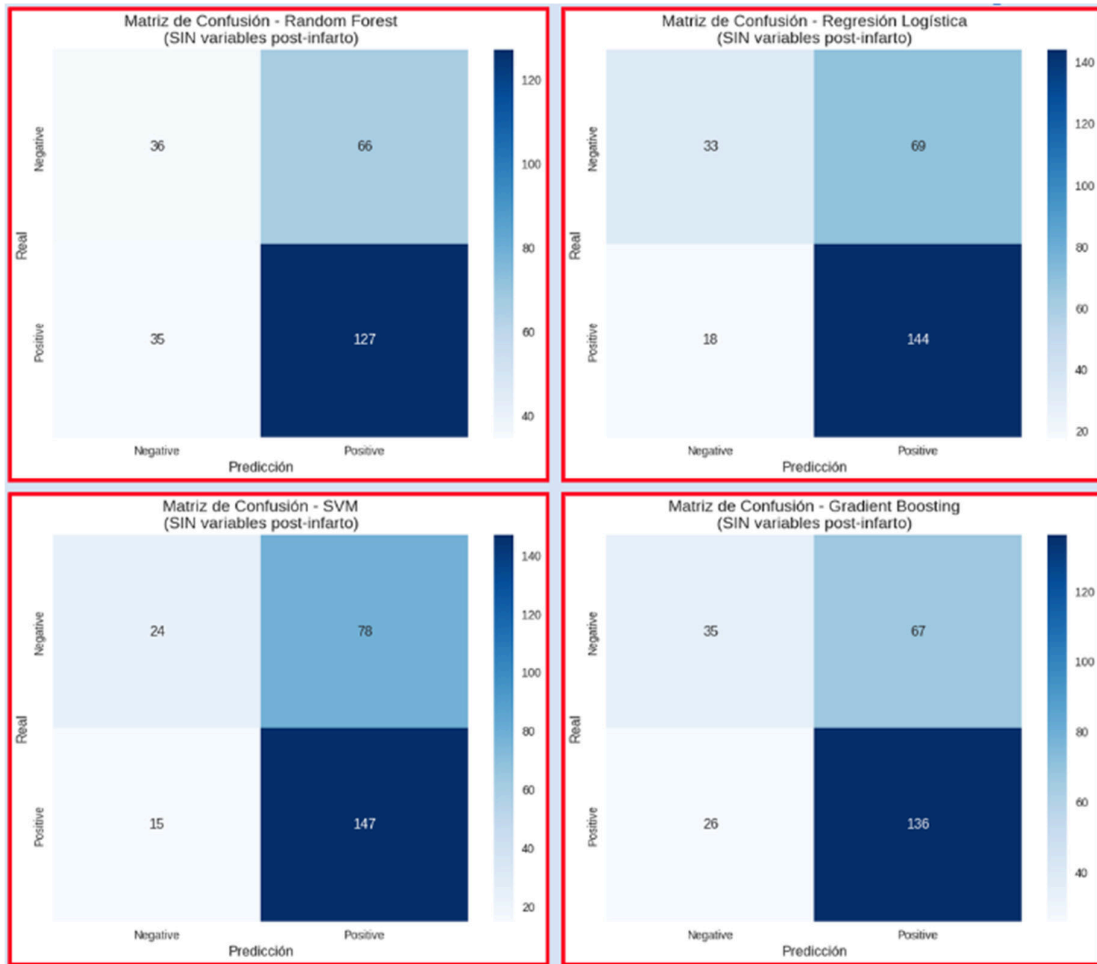 Matriz de Confusión - Random Forest
(SIN variables post-infarto)
Negative
36
66
120
100
80
60
40
Real
Positive
35
127
Negative
Positive
Predicción
Matriz de Confusión - Regresión Logística
(SIN variables post-infarto)
Negative
33
69
140
120
100
80
60
40
20
Real
Positive
18
144
Negative
Positive
Predicción
Matriz de Confusión - SVM
(SIN variables post-infarto)
Negative
24
78
140
120
100
80
60
40
20
Real
Positive
15
147
Negative
Positive
Predicción
Matriz de Confusión - Gradient Boosting
(SIN variables post-infarto)
Negative
35
67
120
100
80
60
40
Real
Positive
26
136
Negative
Positive
Predicción